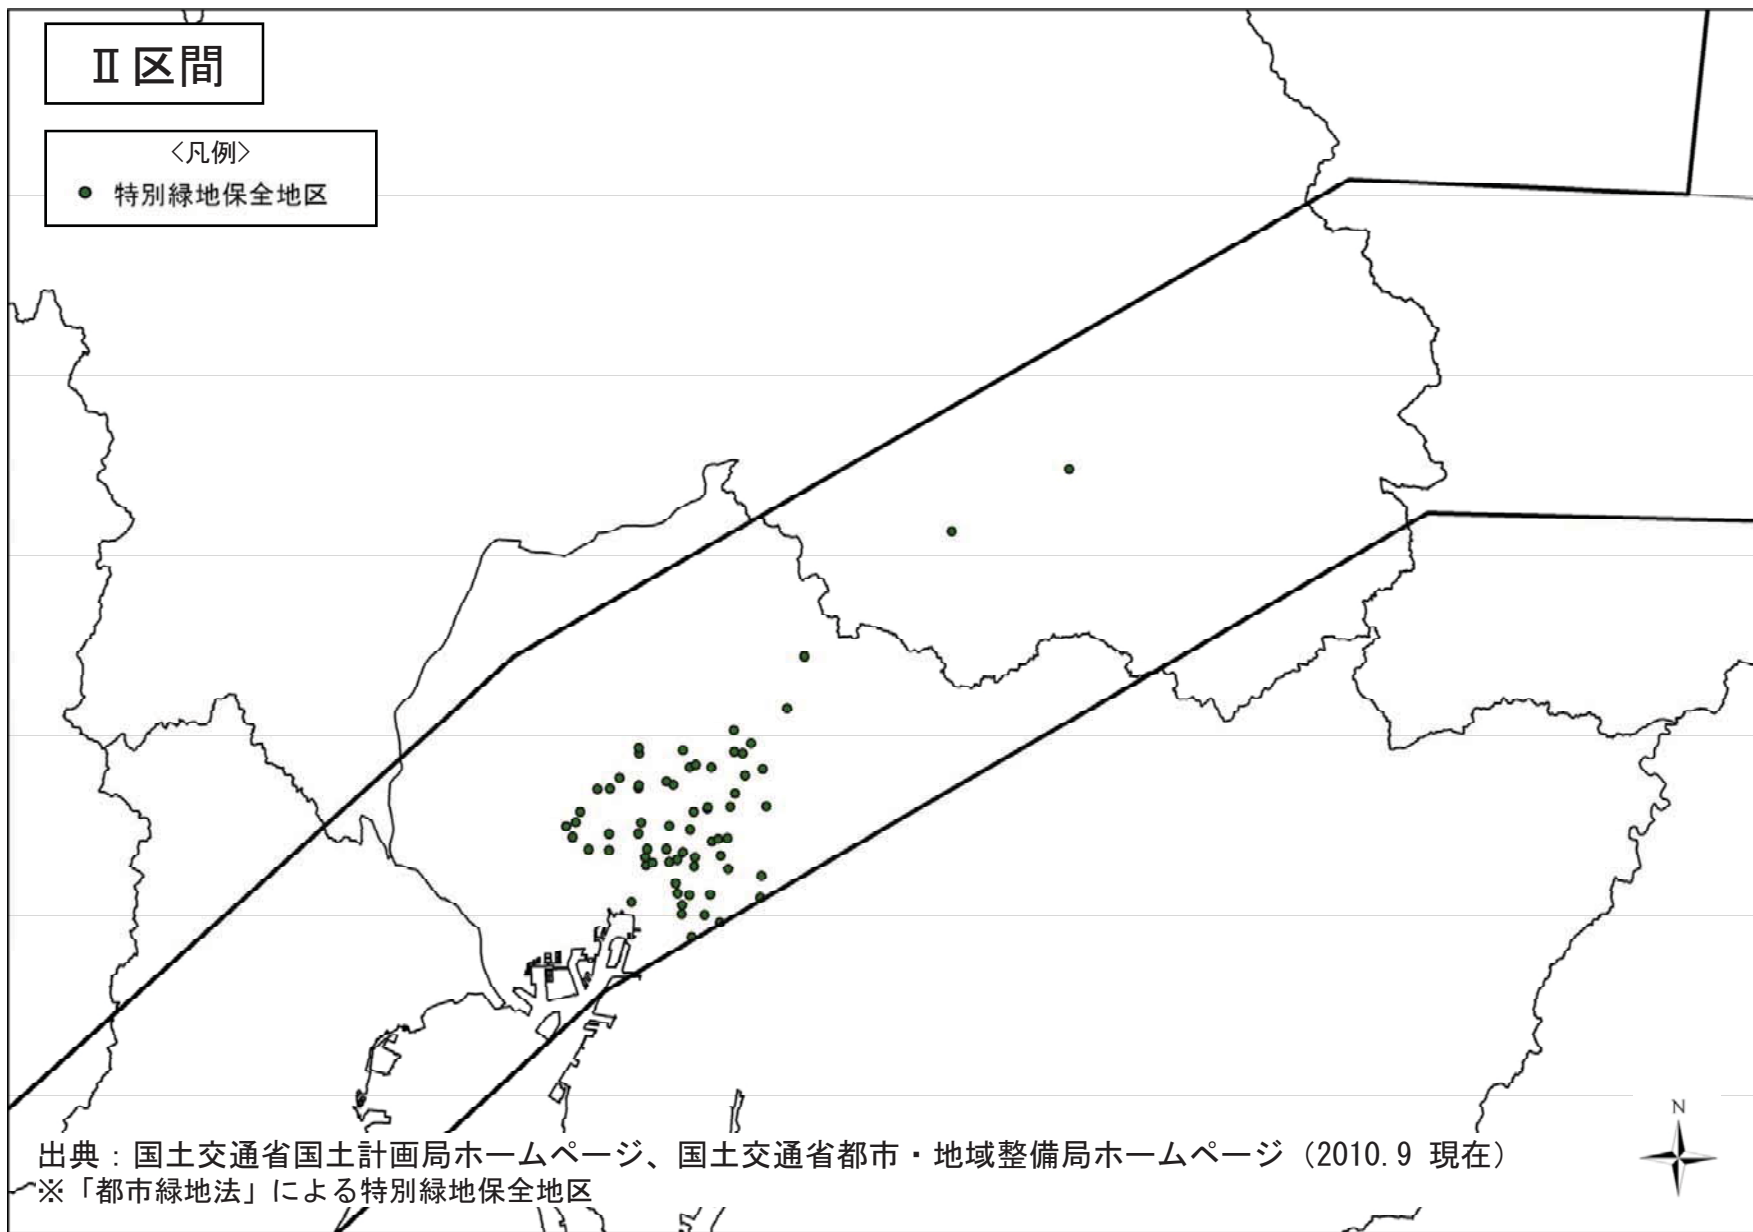 Ⅱ区間
<凡例>
特別緑地保全地区
N
出典：国土交通省国土計画局ホームページ、国土交通省都市・地域整備局ホームページ（2010.9 現在）
※「都市緑地法」による特別緑地保全地区